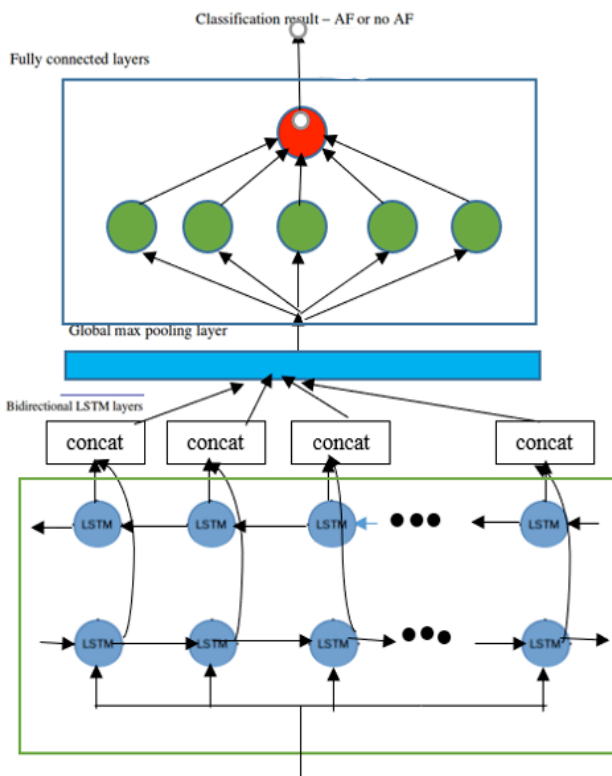 Classification result – AF or no AF
Fully connected layers
Global max pooling layer
Bidirectional LSTM layers
concat concat concat concat
LSTM LSTM LSTM LSTM
LSTM LSTM LSTM LSTM